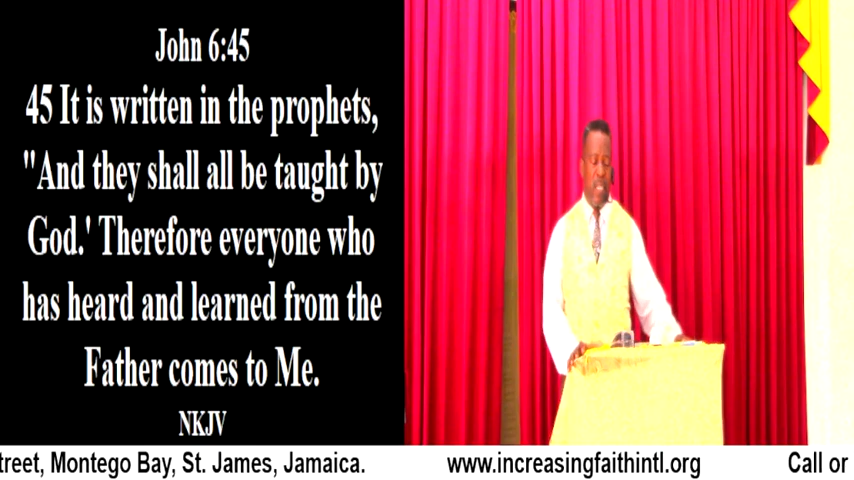 John 6:45
45 It is written in the prophets,
"And they shall all be taught by
God.' Therefore everyone who
has heard and learned from the
Father comes to Me.
NKJV
treet, Montego Bay, St. James, Jamaica. www.increasingfaithintl.org Call or